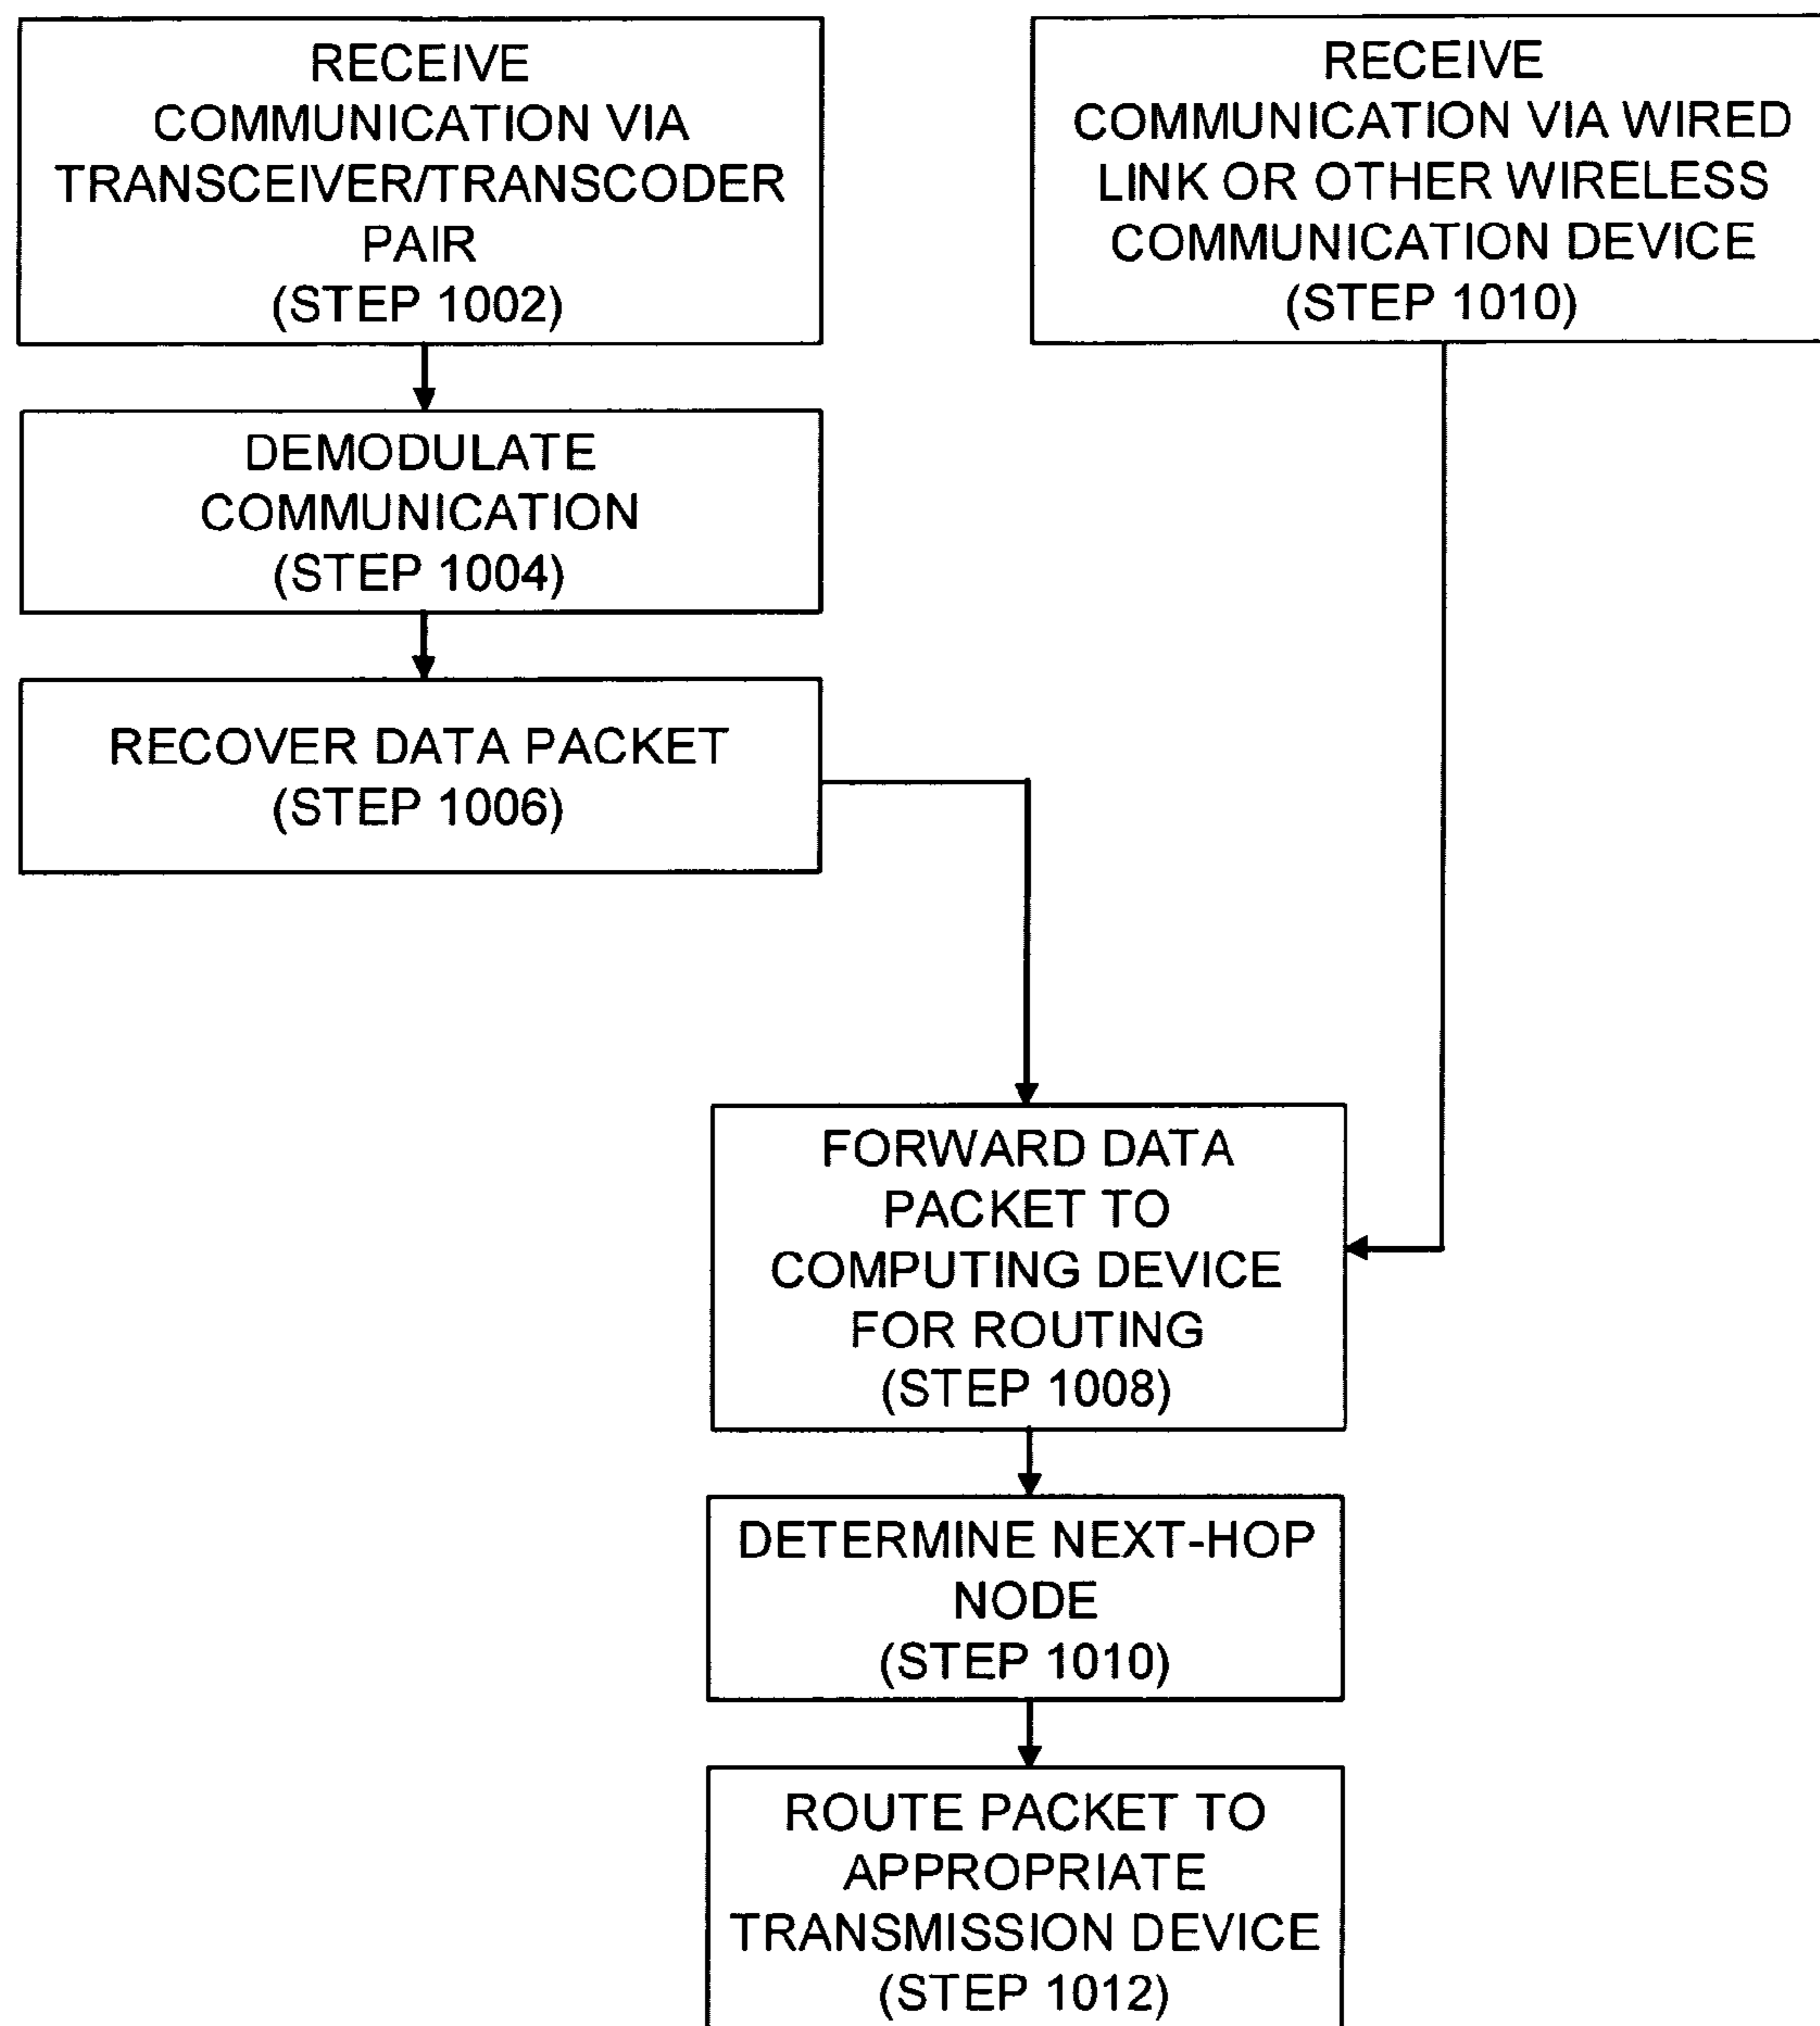 RECEIVE
COMMUNICATION VIA
TRANSCEIVER/TRANSCODER
PAIR
(STEP 1002)
RECEIVE
COMMUNICATION VIA WIRED
LINK OR OTHER WIRELESS
COMMUNICATION DEVICE
(STEP 1010)
DEMODULATE
COMMUNICATION
(STEP 1004)
RECOVER DATA PACKET
(STEP 1006)
FORWARD DATA
PACKET TO
COMPUTING DEVICE
FOR ROUTING
(STEP 1008)
DETERMINE NEXT-HOP
NODE
(STEP 1010)
ROUTE PACKET TO
APPROPRIATE
TRANSMISSION DEVICE
(STEP 1012)